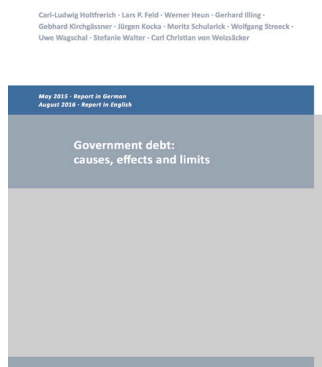 Carl-Ludwig Holtfrerich · Lars P. Feld · Werner Heun · Gerhard Illing ·
Gebhard Kirchgässner · Jürgen Kocka · Moritz Schularick · Wolfgang Streeck ·
Uwe Wagschal · Stefanie Walter · Carl Christian von Weizsäcker
May 2015 · Report in German
August 2016 · Report in English
Government debt:
causes, effects and limits